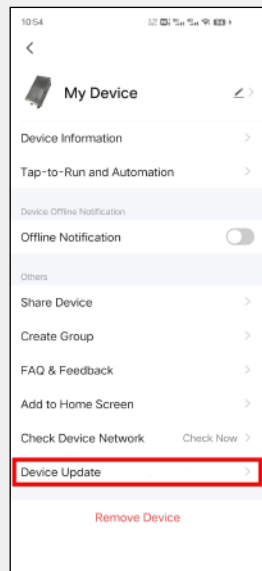 10:54
My Device
Device Information
Tap-to-Run and Automation
Device Offline Notification
Offline Notification
Others
Share Device
Create Group
FAQ & Feedback
Add to Home Screen
Check Device Network Check Now
Device Update
Remove Device